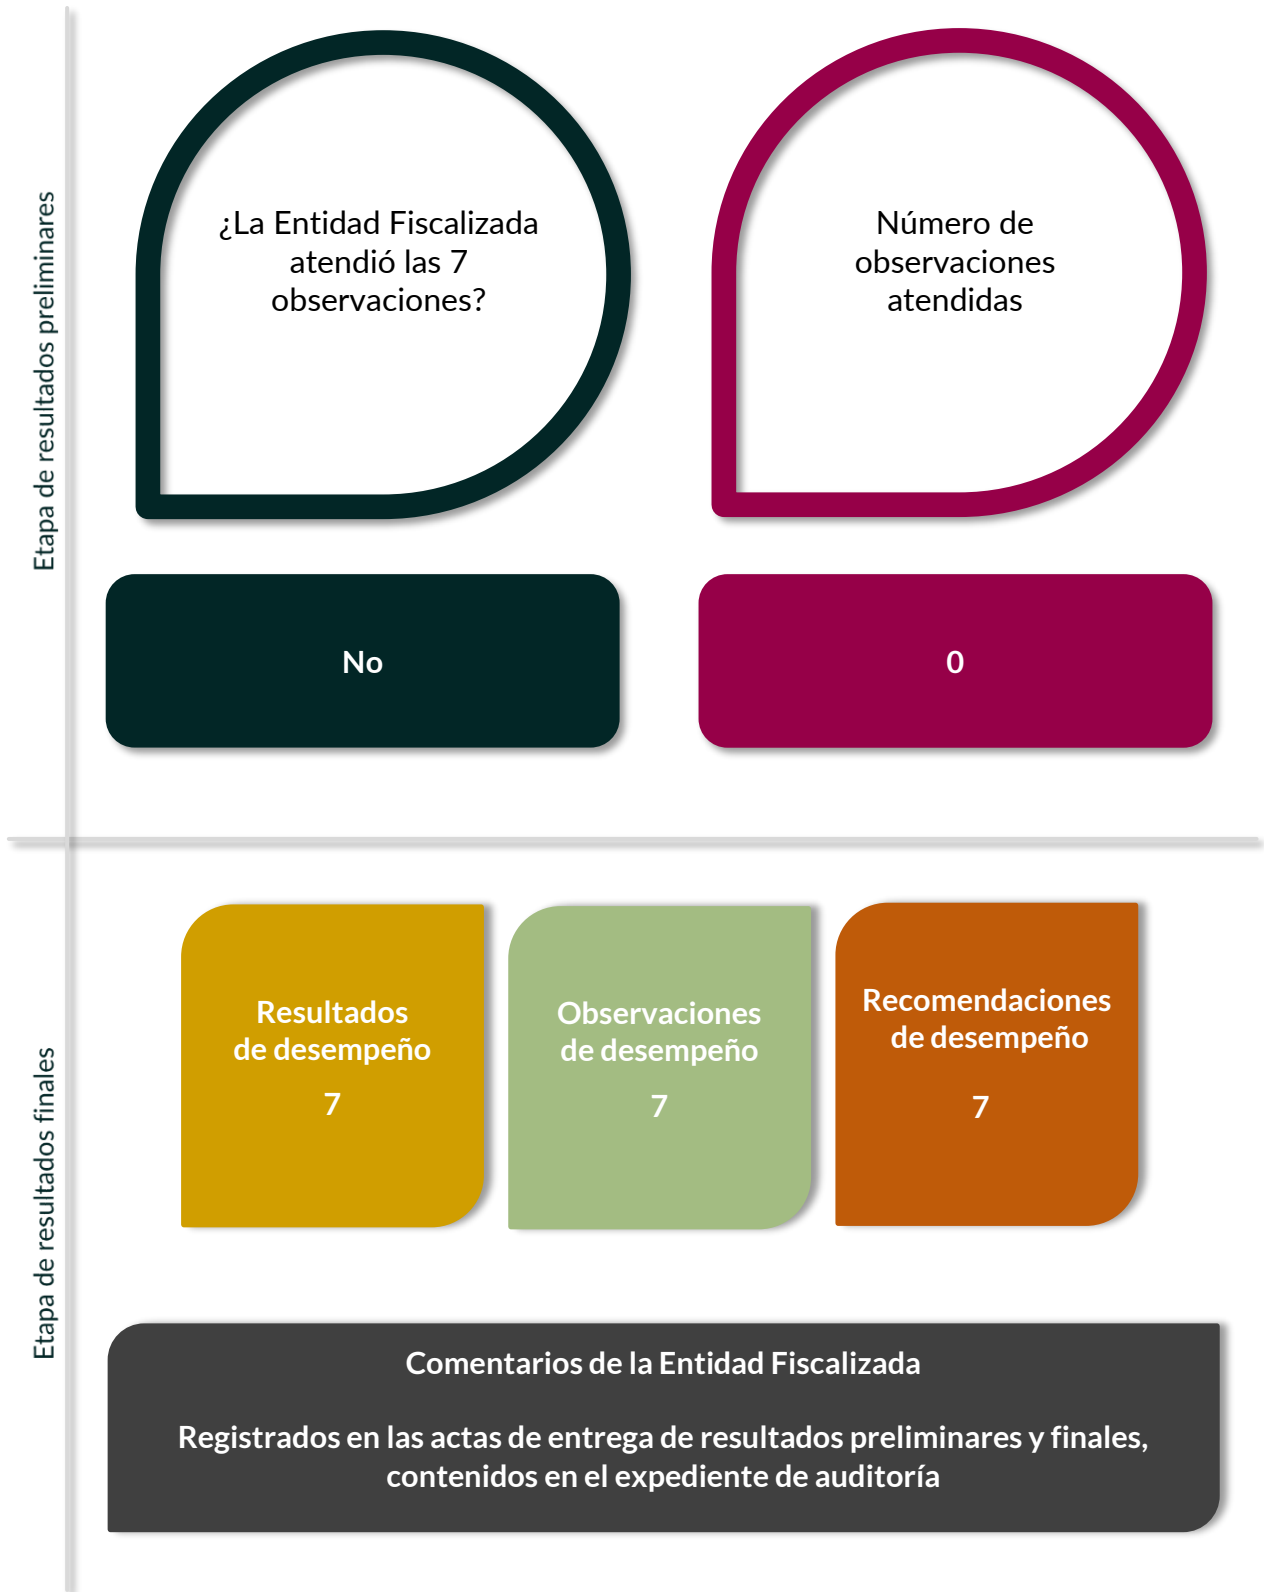 Etapa de resultados preliminares
¿La Entidad Fiscalizada
atendió las 7
observaciones?
Número de
observaciones
atendidas
No
0
Etapa de resultados finales
Resultados
de desempeño
7
Observaciones
de desempeño
7
Recomendaciones
de desempeño
7
Comentarios de la Entidad Fiscalizada
Registrados en las actas de entrega de resultados preliminares y finales,
contenidos en el expediente de auditoría